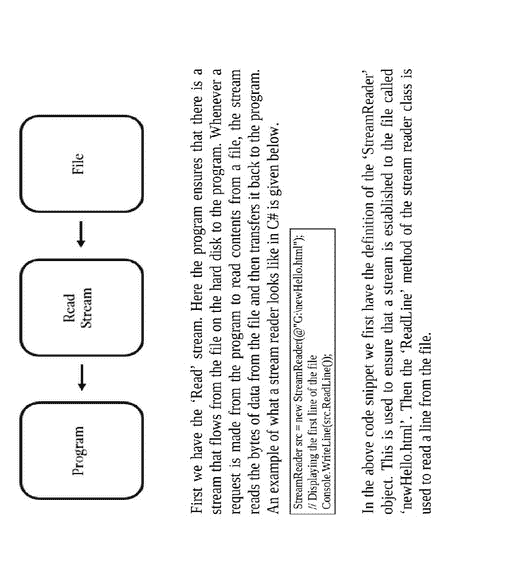 Program
Read
Stream
File
First we have the ‘Read’ stream. Here the program ensures that there is a
stream that flows from the file on the hard disk to the program. Whenever a
request is made from the program to read contents from a file, the stream
reads the bytes of data from the file and then transfers it back to the program.
An example of what a stream reader looks like in C# is given below.
StreamReader src = new StreamReader(@"G:\newHello.html");
// Displaying the first line of the file
Console.WriteLine(src.ReadLine());
In the above code snippet we first have the definition of the ‘StreamReader’
object. This is used to ensure that a stream is established to the file called
‘newHello.html’. Then the ‘ReadLine’ method of the stream reader class is
used to read a line from the file.